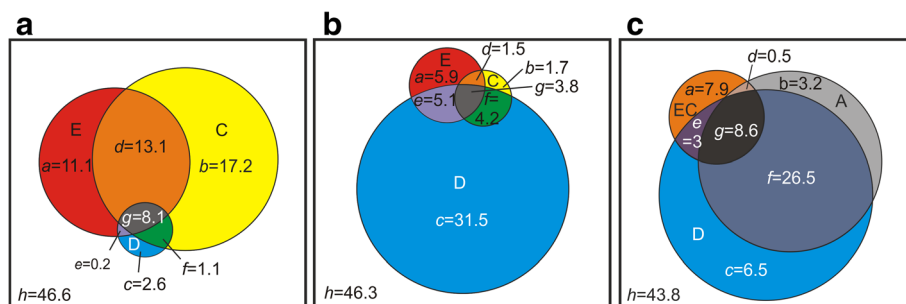 a
E
C
a=11.1
d=13.1
b=17.2
g=8.1
D
e=0.2
f=1.1
c=2.6
h=46.6
b
d=1.5
E
C
b=1.7
a=5.9
g=3.8
e=5.1
f=
4.2
D
c=31.5
h=46.3
c
d=0.5
a=7.9
b=3.2
EC
A
e
=3
g=8.6
f=26.5
D
c=6.5
h=43.8